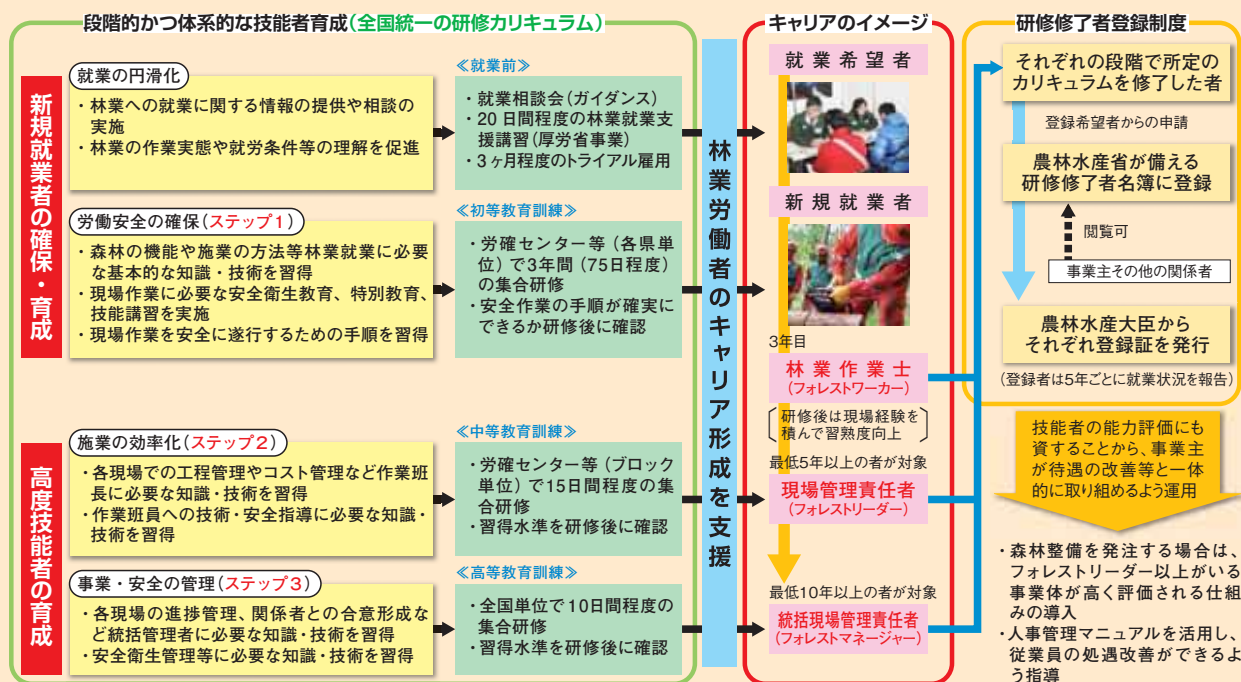 段階的かつ体系的な技能者育成(全国統一の研修カリキュラム)
新規就業者の確保・育成
就業の円滑化
・林業への就業に関する情報の提供や相談の
実施
・林業の作業実態や就労条件等の理解を促進
≪就業前≫
・就業相談会(ガイダンス)
・20日間程度の林業就業支
援講習(厚労省事業)
・3ヶ月程度のトライアル雇用
労働安全の確保(ステップ1)
・森林の機能や施業の方法等林業就業に必要
な基本的な知識・技術を習得
・現場作業に必要な安全衛生教育、特別教育、
技能講習を実施
・現場作業を安全に遂行するための手順を習得
≪初等教育訓練≫
・労確センター等(各県単
位)で3年間(75日程度)
の集合研修
・安全作業の手順が確実に
できるか研修後に確認
高度技能者の育成
施業の効率化(ステップ2)
・各現場での工程管理やコスト管理など作業班
長に必要な知識・技術を習得
・作業班員への技術・安全指導に必要な知識・
技術を習得
≪中等教育訓練≫
・労確センター等(ブロック
単位)で15日間程度の集
合研修
・習得水準を研修後に確認
事業・安全の管理(ステップ3)
・各現場の進捗管理、関係者との合意形成な
ど統括管理者に必要な知識・技術を習得
・安全衛生管理等に必要な知識・技術を習得
≪高等教育訓練≫
・全国単位で10日間程度の
集合研修
・習得水準を研修後に確認
林業労働者のキャリア形成を支援
キャリアのイメージ
就業希望者
新規就業者
3年目
林業作業士
(フォレストワーカー)
研修後は現場経験を
積んで習熟度向上
最低5年以上の者が対象
現場管理責任者
(フォレストリーダー)
最低10年以上の者が対象
統括現場管理責任者
(フォレストマネージャー)
研修修了者登録制度
それぞれの段階で所定の
カリキュラムを修了した者
登録希望者からの申請
農林水産省が備える
研修修了者名簿に登録
閲覧可
事業主その他の関係者
農林水産大臣から
それぞれ登録証を発行
(登録者は5年ごとに就業状況を報告)
技能者の能力評価にも
資することから、事業主
が待遇の改善等と一体
的に取り組めるよう運用
・森林整備を発注する場合は、
フォレストリーダー以上がいる
事業体が高く評価される仕組
みの導入
・人事管理マニュアルを活用し、
従業員の処遇改善ができるよ
う指導